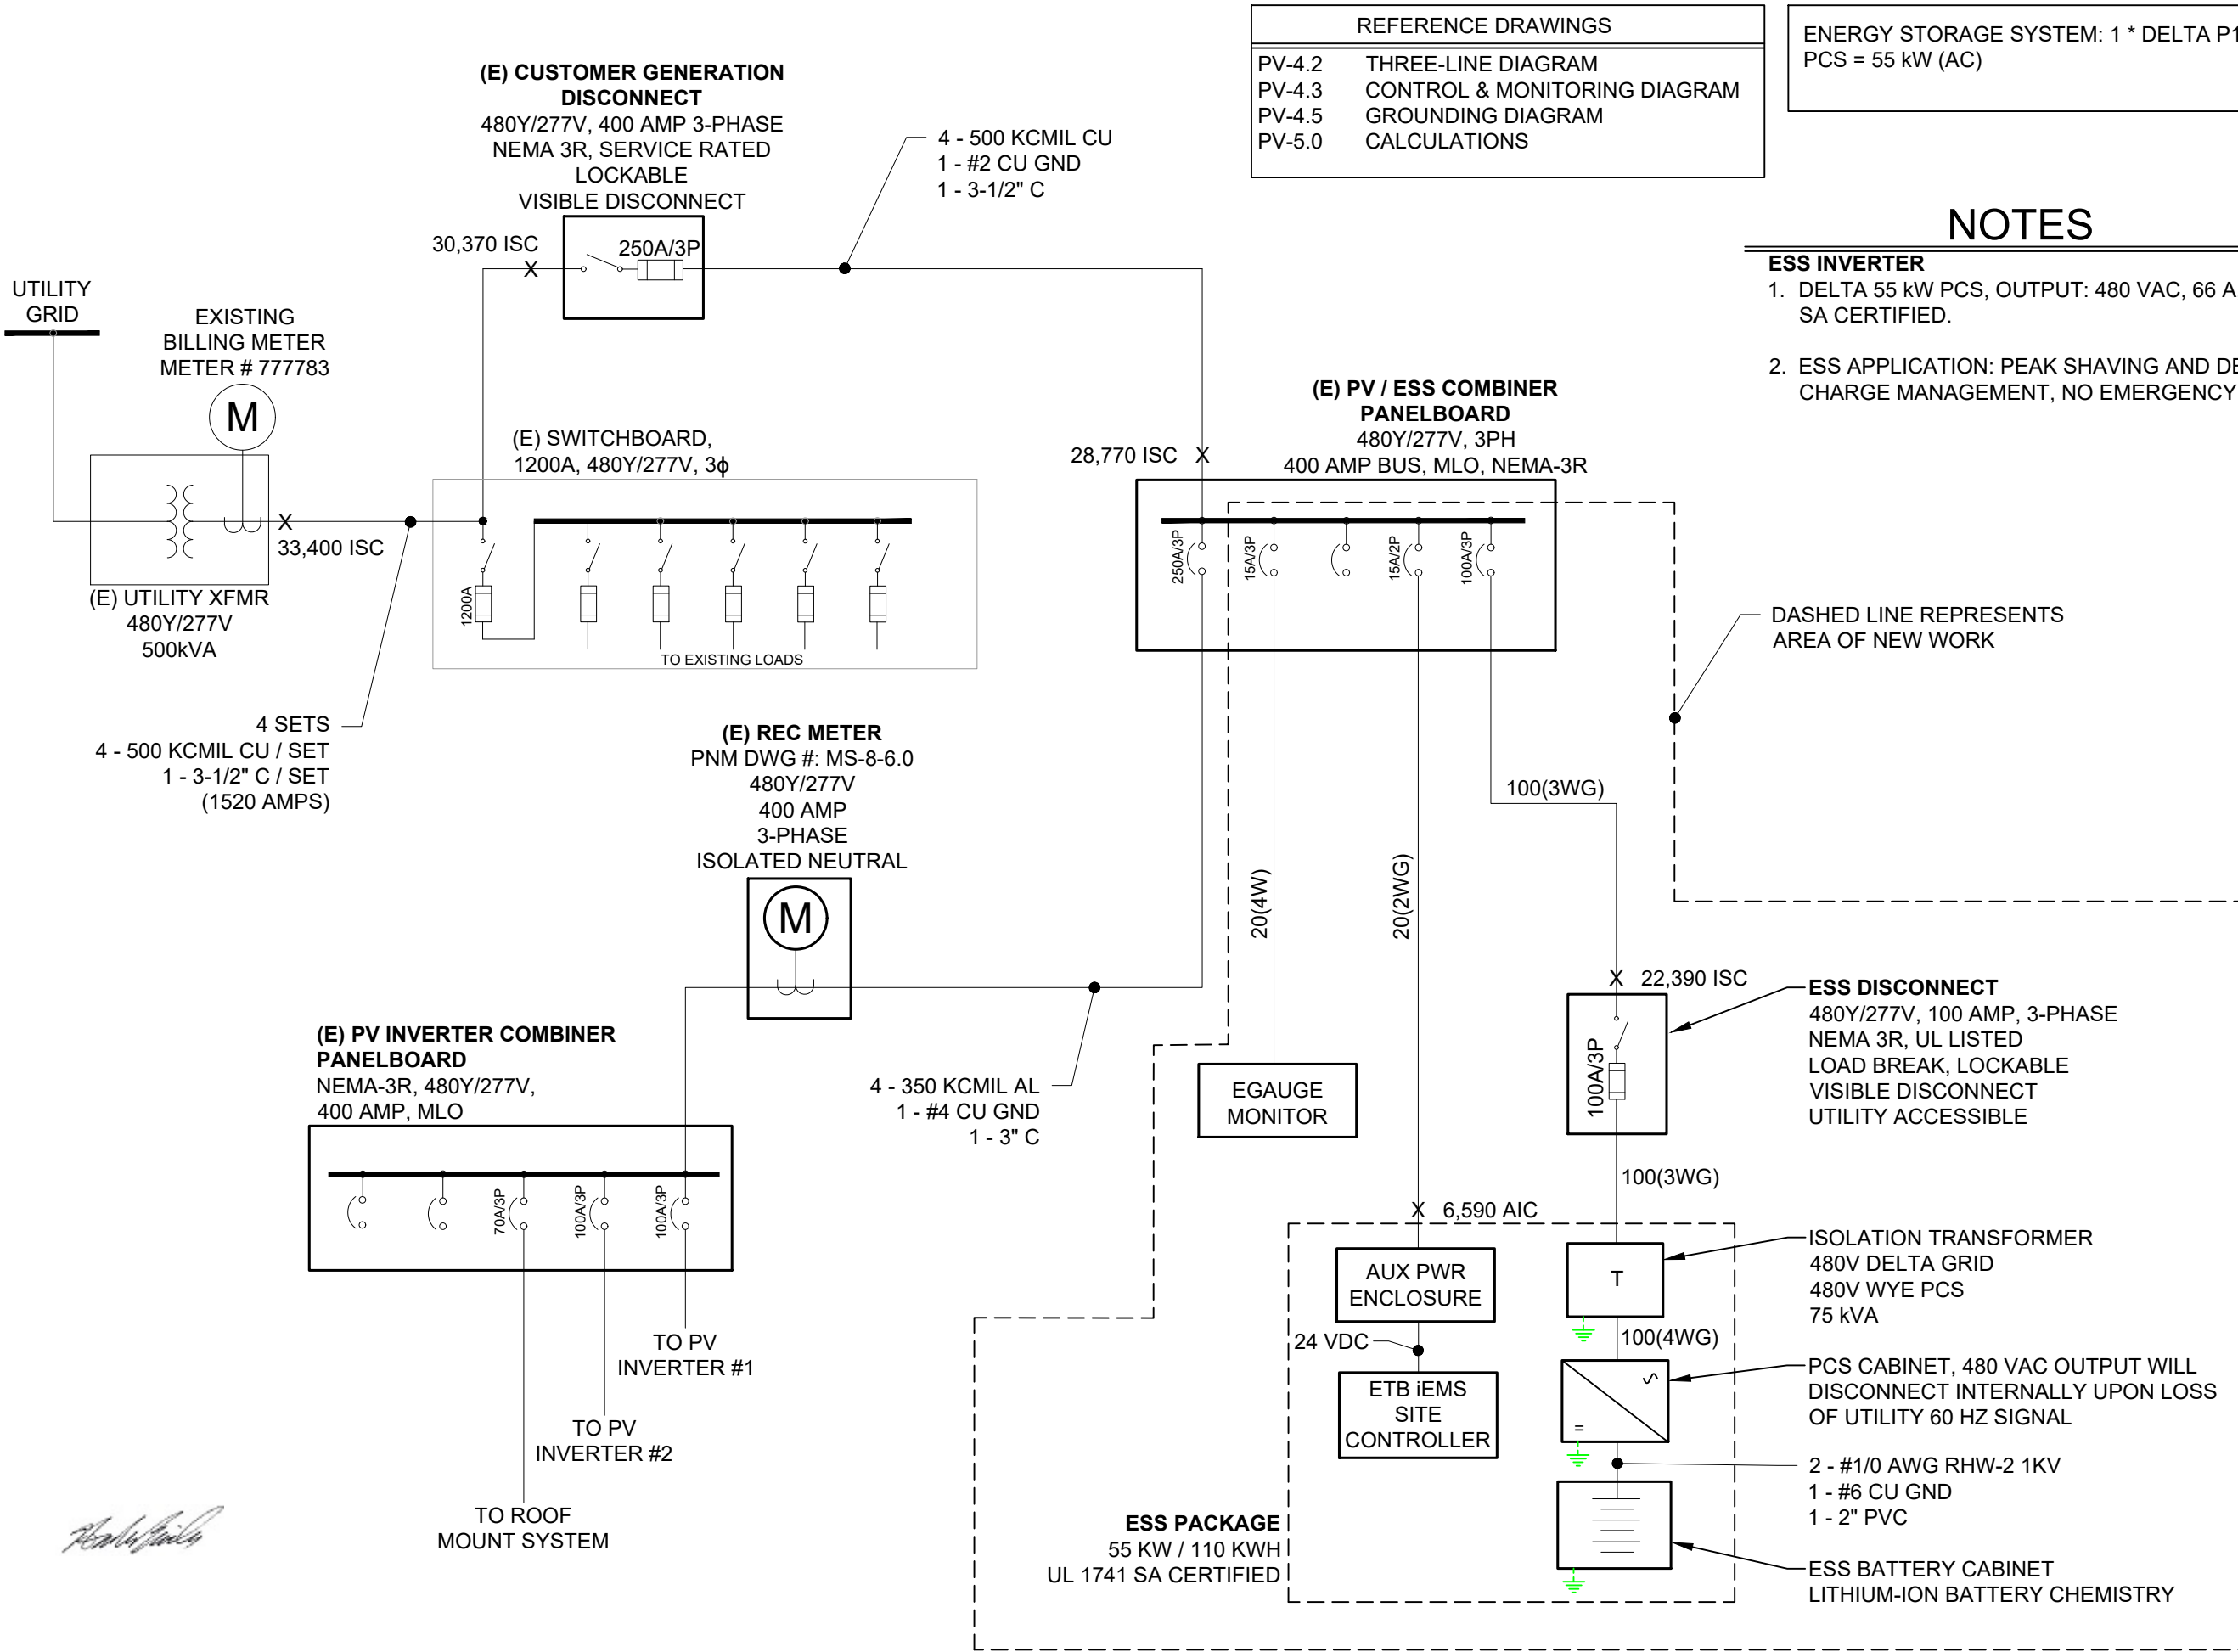 REFERENCE DRAWINGS
PV-4.2 THREE-LINE DIAGRAM
PV-4.3 CONTROL & MONITORING DIAGRAM
PV-4.5 GROUNDING DIAGRAM
PV-5.0 CALCULATIONS
ENERGY STORAGE SYSTEM: 1 * DELTA P1
PCS = 55 kW (AC)
NOTES
ESS INVERTER
1. DELTA 55 kW PCS, OUTPUT: 480 VAC, 66 A
SA CERTIFIED.
2. ESS APPLICATION: PEAK SHAVING AND DE
CHARGE MANAGEMENT, NO EMERGENCY
(E) CUSTOMER GENERATION
DISCONNECT
480Y/277V, 400 AMP 3-PHASE
NEMA 3R, SERVICE RATED
LOCKABLE
VISIBLE DISCONNECT
30,370 ISC
X
250A/3P
4 - 500 KCMIL CU
1 - #2 CU GND
1 - 3-1/2" C
UTILITY
GRID
EXISTING
BILLING METER
METER # 777783
M
X
33,400 ISC
(E) UTILITY XFMR
480Y/277V
500kVA
(E) SWITCHBOARD,
1200A, 480Y/277V, 3ϕ
1200A
TO EXISTING LOADS
4 SETS
4 - 500 KCMIL CU / SET
1 - 3-1/2" C / SET
(1520 AMPS)
(E) PV / ESS COMBINER
PANELBOARD
480Y/277V, 3PH
400 AMP BUS, MLO, NEMA-3R
28,770 ISC
X
250A/3P
15A/3P
15A/2P
100A/3P
DASHED LINE REPRESENTS
AREA OF NEW WORK
(E) REC METER
PNM DWG #: MS-8-6.0
480Y/277V
400 AMP
3-PHASE
ISOLATED NEUTRAL
M
100(3WG)
20(4W)
20(2WG)
X
22,390 ISC
100A/3P
ESS DISCONNECT
480Y/277V, 100 AMP, 3-PHASE
NEMA 3R, UL LISTED
LOAD BREAK, LOCKABLE
VISIBLE DISCONNECT
UTILITY ACCESSIBLE
(E) PV INVERTER COMBINER
PANELBOARD
NEMA-3R, 480Y/277V,
400 AMP, MLO
70A/3P
100A/3P
100A/3P
4 - 350 KCMIL AL
1 - #4 CU GND
1 - 3" C
EGAUGE
MONITOR
100(3WG)
X
6,590 AIC
TO PV
INVERTER #1
TO PV
INVERTER #2
TO ROOF
MOUNT SYSTEM
AUX PWR
ENCLOSURE
24 VDC
ETB iEMS
SITE
CONTROLLER
T
ISOLATION TRANSFORMER
480V DELTA GRID
480V WYE PCS
75 kVA
100(4WG)
=
PCS CABINET, 480 VAC OUTPUT WILL
DISCONNECT INTERNALLY UPON LOSS
OF UTILITY 60 HZ SIGNAL
2 - #1/0 AWG RHW-2 1KV
1 - #6 CU GND
1 - 2" PVC
ESS PACKAGE
55 KW / 110 KWH
UL 1741 SA CERTIFIED
ESS BATTERY CABINET
LITHIUM-ION BATTERY CHEMISTRY